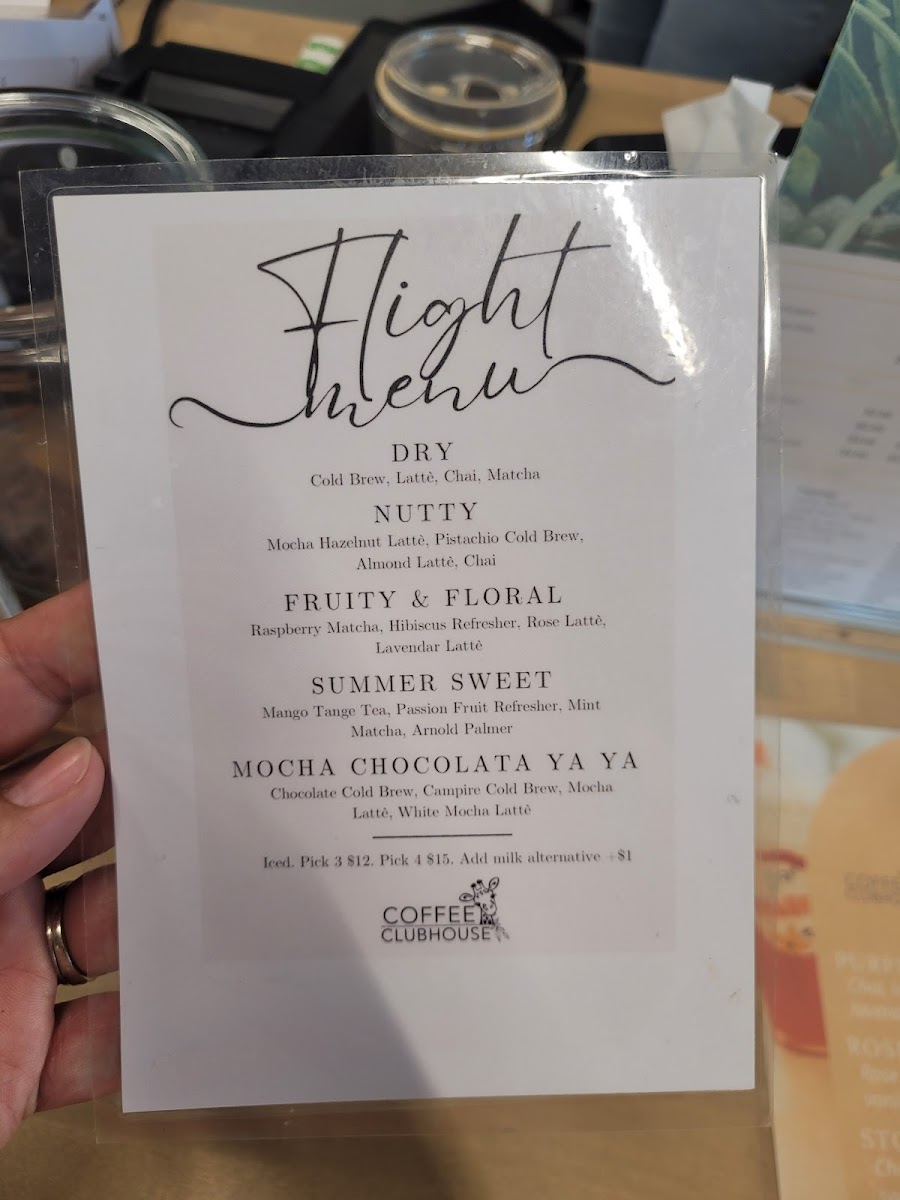 Flight
menu
DRY
Cold Brew, Lattè, Chai, Matcha
NUTTY
Mocha Hazelnut Lattè, Pistachio Cold Brew,
Almond Lattè, Chai
FRUITY & FLORAL
Raspberry Matcha, Hibiscus Refresher, Rose Lattè,
Lavendar Lattè
SUMMER SWEET
Mango Tange Tea, Passion Fruit Refresher, Mint
Matcha, Arnold Palmer
MOCHA CHOCOLATA YA YA
Chocolate Cold Brew, Campire Cold Brew, Mocha
Lattè, White Mocha Lattè
Iced. Pick 3 $12. Pick 4 $15. Add milk alternative +$1
COFFEE
CLUBHOUSE